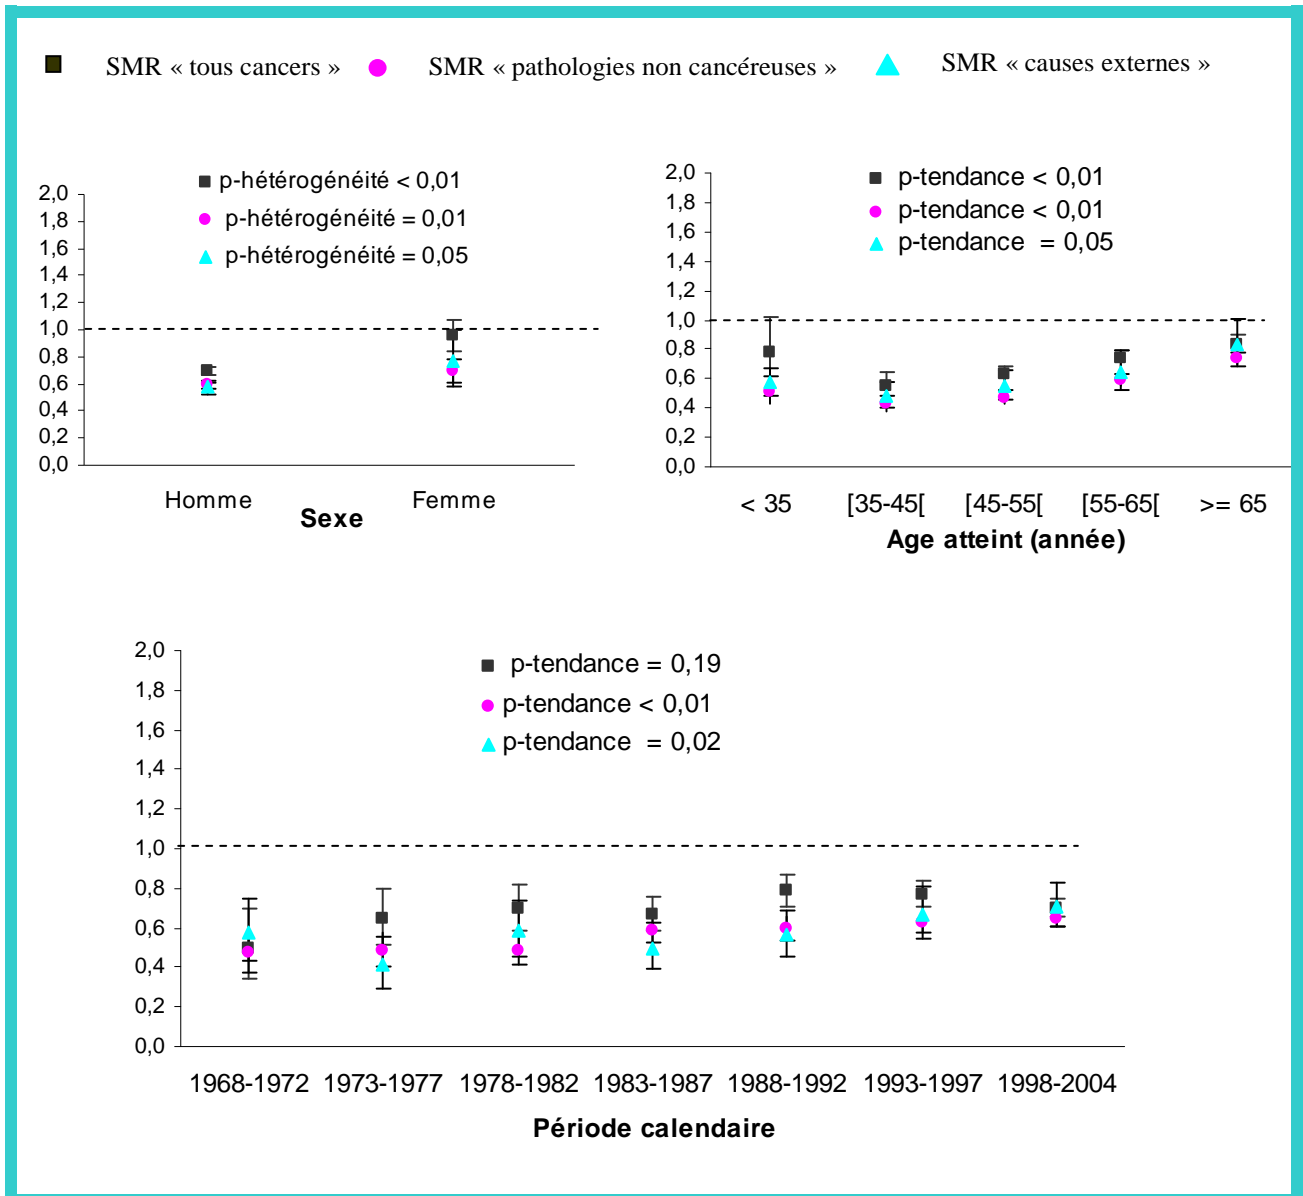 SMR « tous cancers » SMR « pathologies non cancéreuses » SMR « causes externes »
p-hétérogénéité < 0,01
p-hétérogénéité = 0,01
p-hétérogénéité = 0,05
2,0
1,8
1,6
1,4
1,2
1,0
0,8
0,6
0,4
0,2
0,0
Homme Femme
Sexe
p-tendance < 0,01
p-tendance < 0,01
p-tendance = 0,05
2,0
1,8
1,6
1,4
1,2
1,0
0,8
0,6
0,4
0,2
0,0
< 35 [35-45[ [45-55[ [55-65[ >= 65
Age atteint (année)
p-tendance = 0,19
p-tendance < 0,01
p-tendance = 0,02
2,0
1,8
1,6
1,4
1,2
1,0
0,8
0,6
0,4
0,2
0,0
1968-1972 1973-1977 1978-1982 1983-1987 1988-1992 1993-1997 1998-2004
Période calendaire